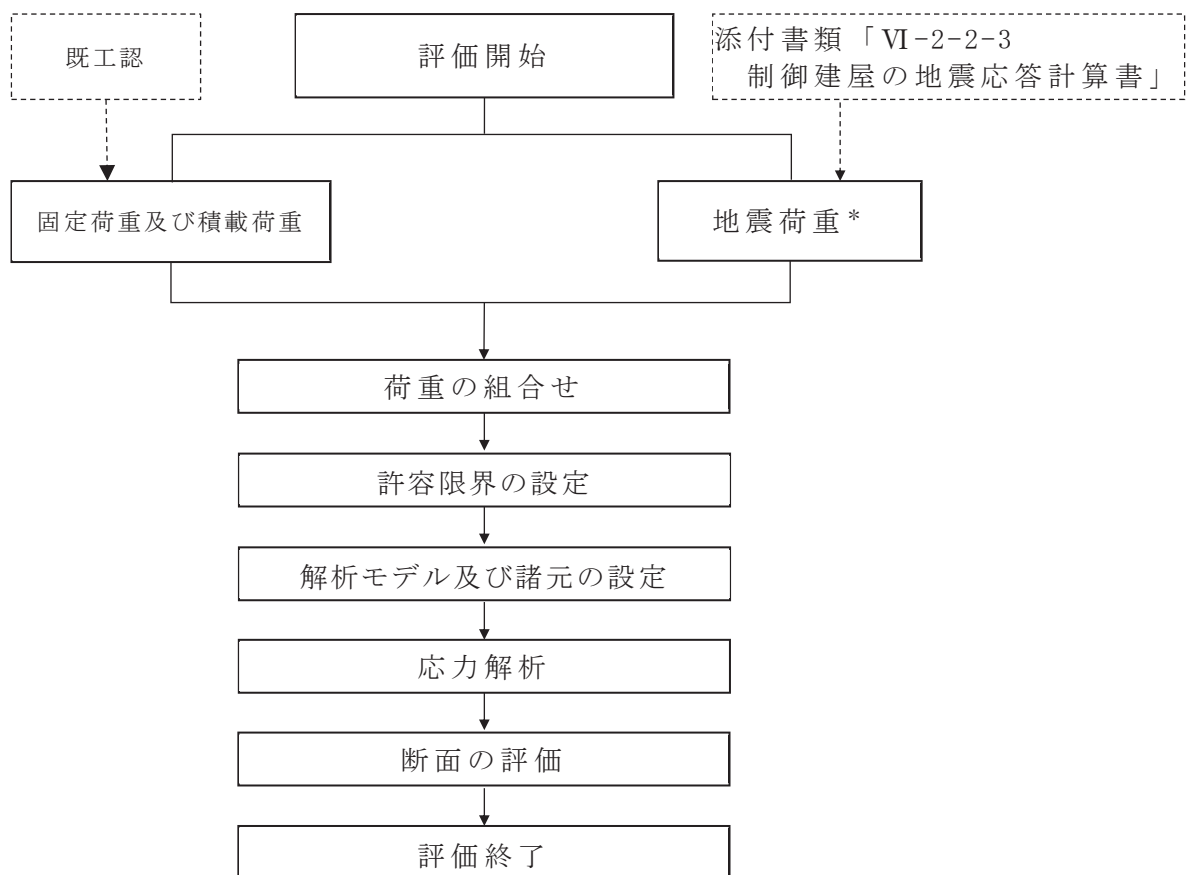 既工認
評価開始
添付書類「Ⅵ-2-2-3
制御建屋の地震応答計算書」
固定荷重及び積載荷重
地震荷重*
荷重の組合せ
許容限界の設定
解析モデル及び諸元の設定
応力解析
断面の評価
評価終了